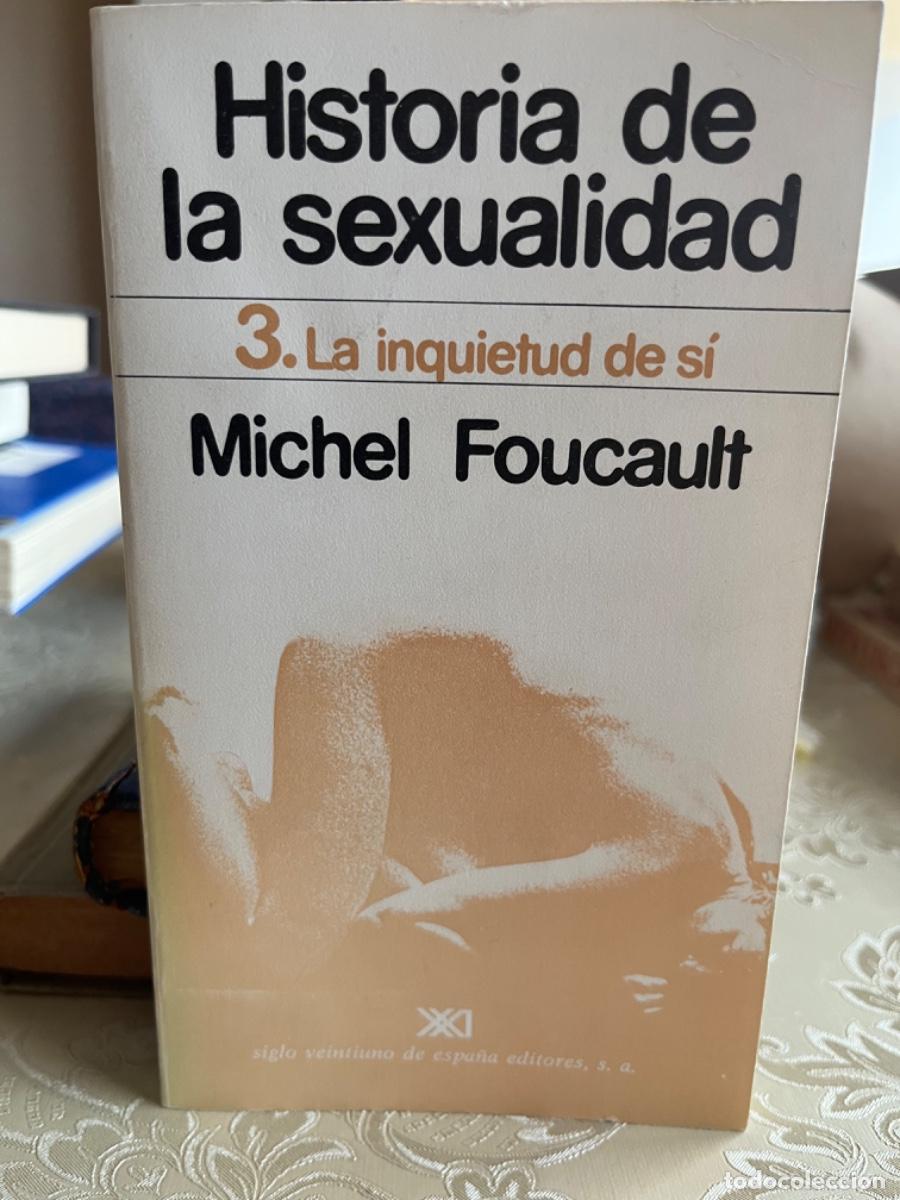 Historia de
la sexualidad
3. La inquietud de sí
Michel Foucault
XXI
siglo veintiuno de españa editores, s. a.
todocoleccion